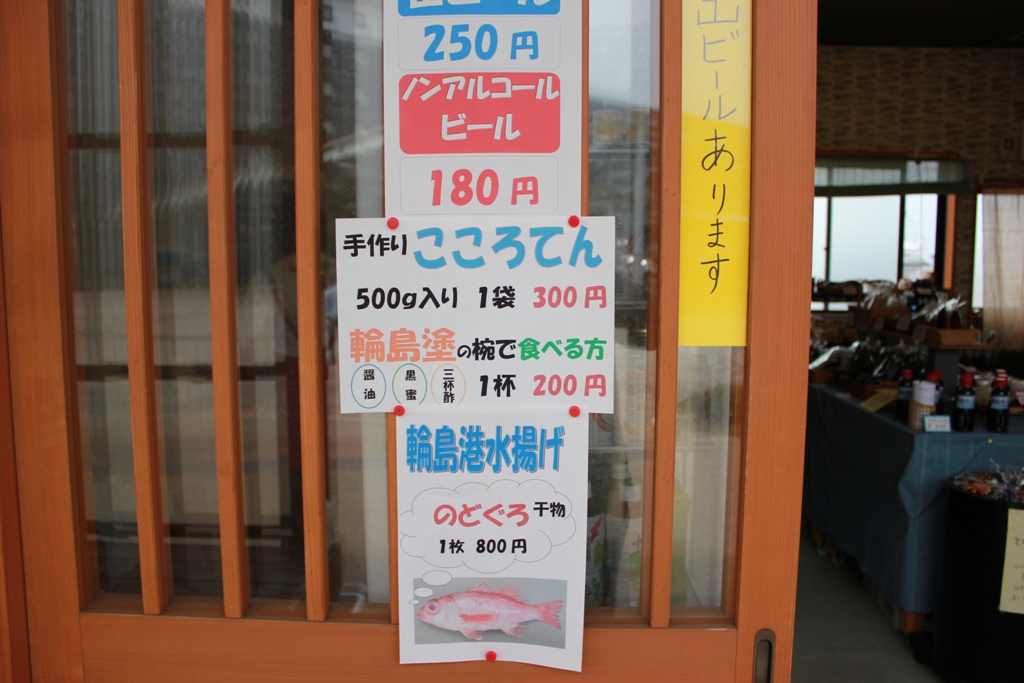 250 円
ノンアルコール
ビール
180 円
手作り こころてん
500g入り 1袋 300 円
輪島塗の椀で食べる方
醤油 黒蜜 三杯酢 1杯 200 円
輪島港水揚げ
のどぐろ 干物
1枚 800 円
出ビールあります